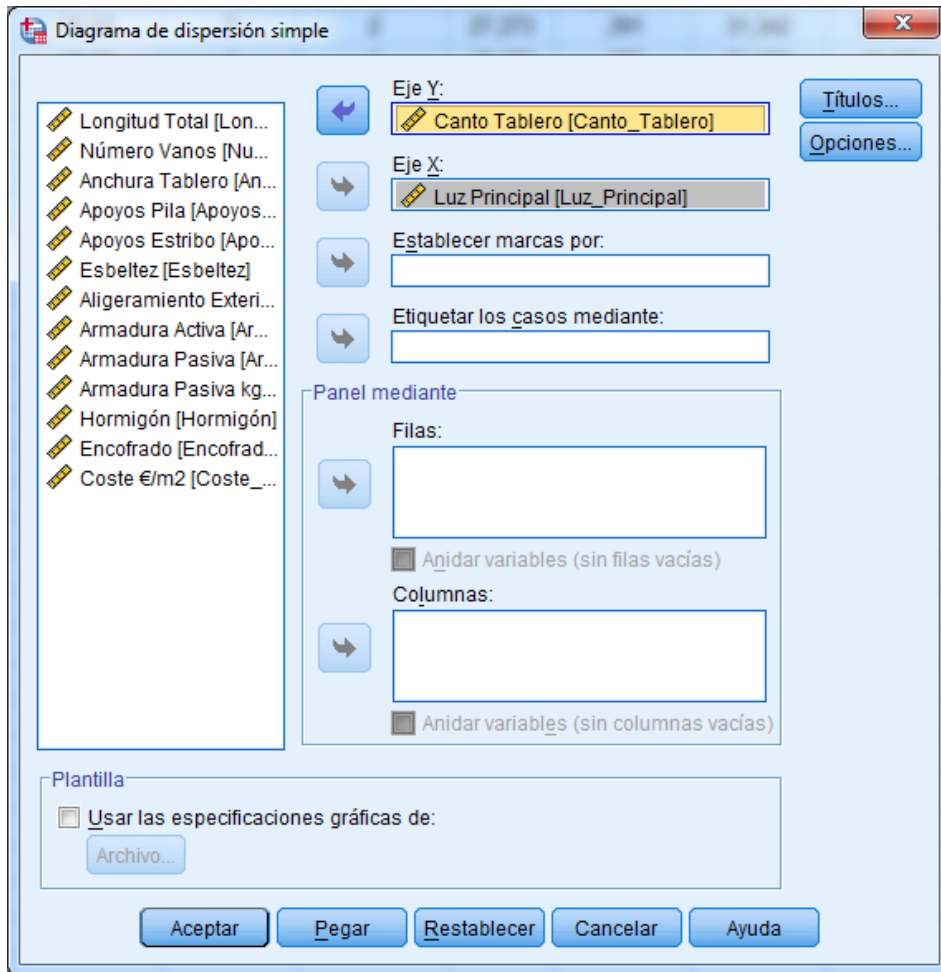 Diagrama de dispersión simple
Longitud Total [Lon...
Número Vanos [Nu...
Anchura Tablero [An...
Apoyos Pila [Apoyos...
Apoyos Estribo [Apo...
Esbeltez [Esbeltez]
Aligeramiento Exteri...
Armadura Activa [Ar...
Armadura Pasiva [Ar...
Armadura Pasiva kg...
Hormigón [Hormigón]
Encofrado [Encofrad...
Coste €/m2 [Coste_...
Eje Y:
Canto Tablero [Canto_Tablero]
Eje X:
Luz Principal [Luz_Principal]
Establecer marcas por:
Etiquetar los casos mediante:
Panel mediante
Filas:
Anidar variables (sin filas vacías)
Columnas:
Anidar variables (sin columnas vacías)
Títulos...
Opciones...
Plantilla
Usar las especificaciones gráficas de:
Archivo...
Aceptar
Pegar
Restablecer
Cancelar
Ayuda